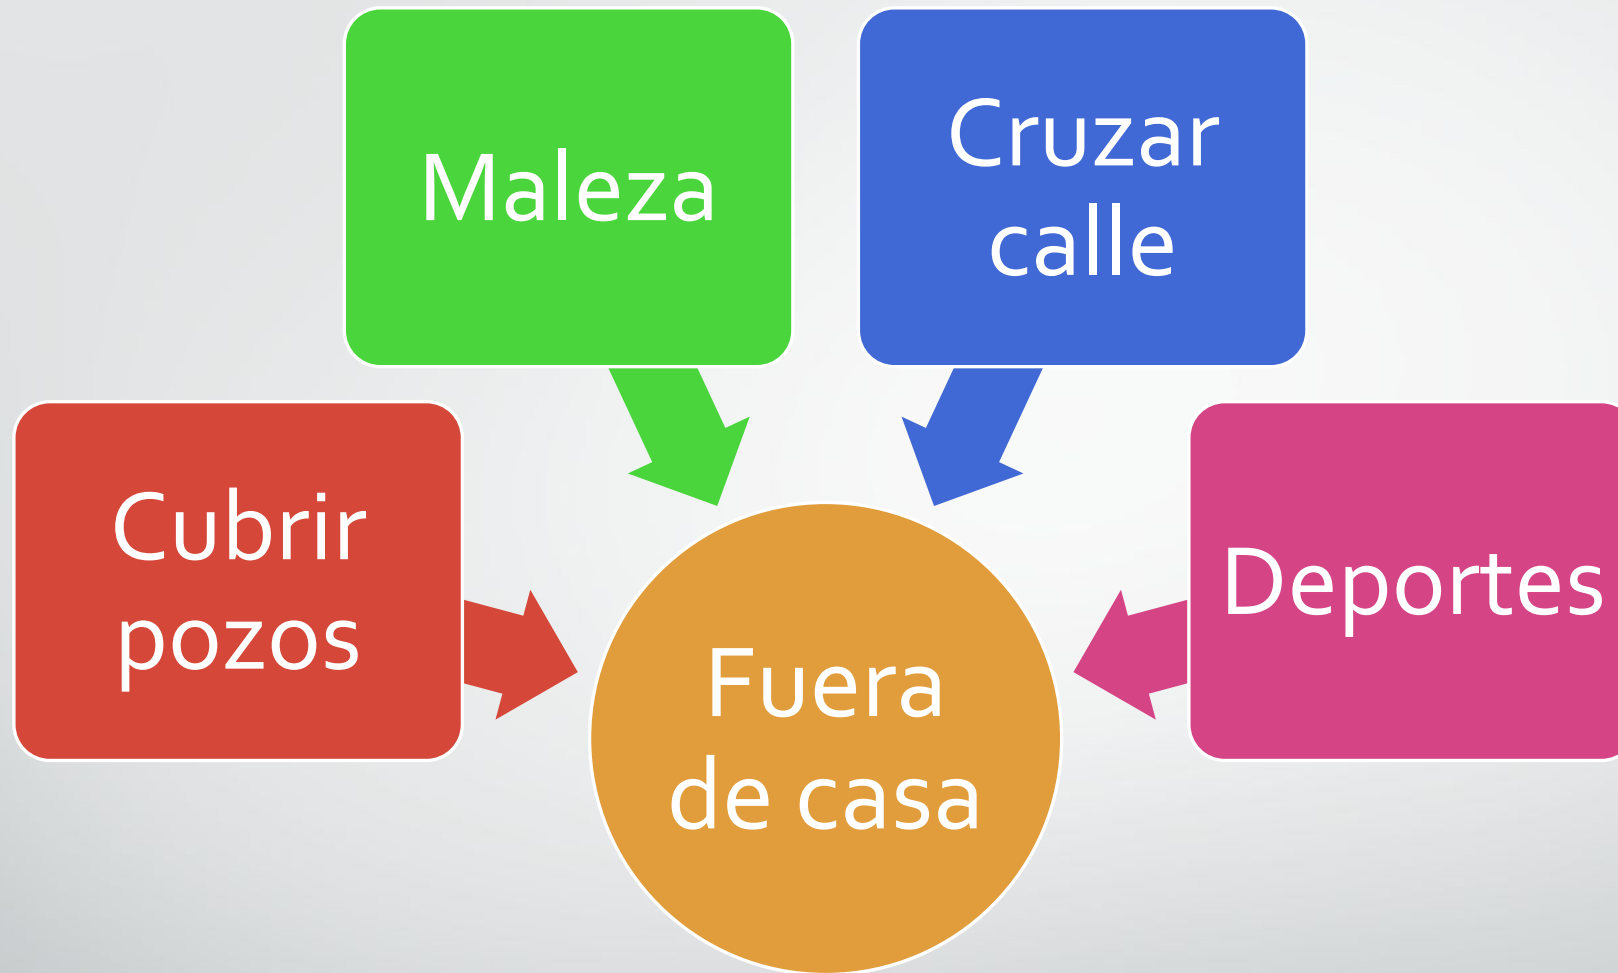 Maleza
Cruzar
calle
Cubrir
pozos
Deportes
Fuera
de casa